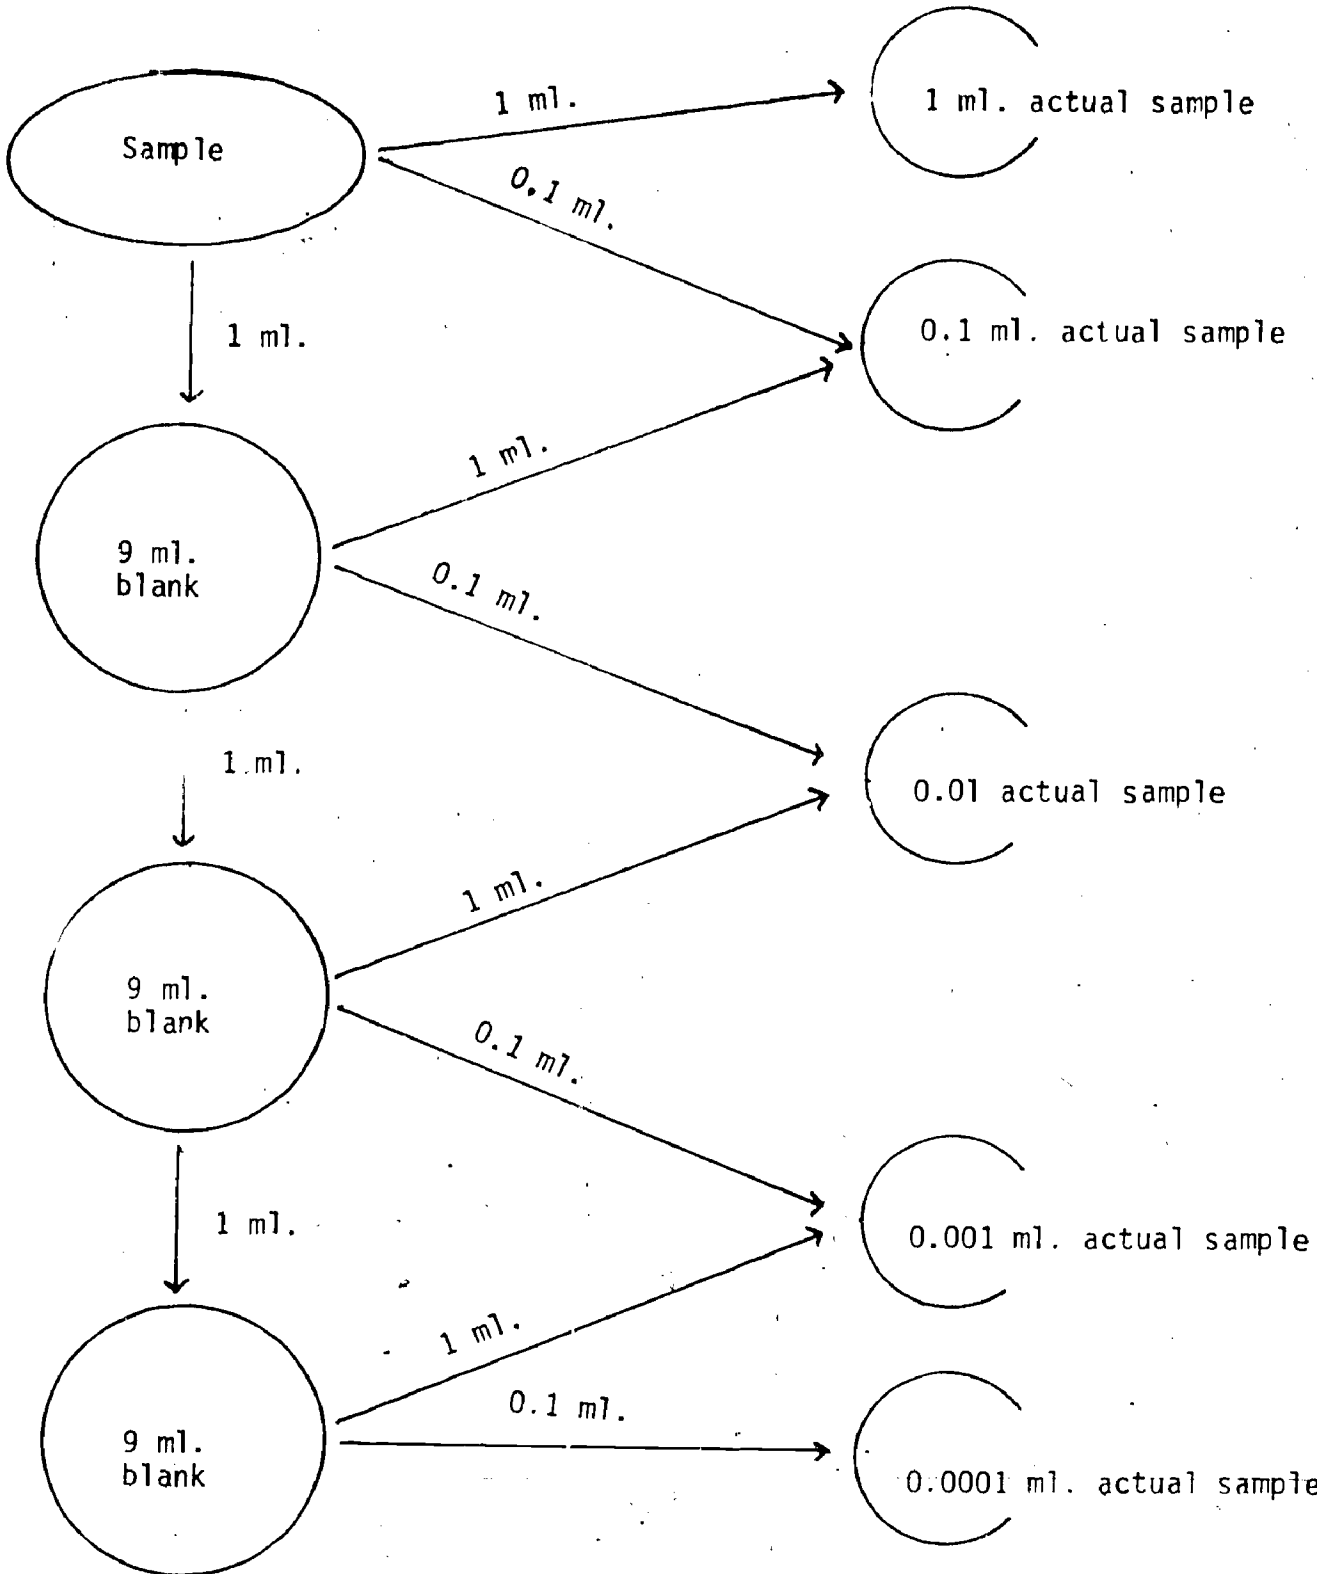 1 ml.
1 ml. actual sample
Sample
0.1 ml.
0.1 ml. actual sample
1 ml.
1 ml.
9 ml.
blank
0.1 ml.
1 ml.
0.01 actual sample
1 ml.
9 ml.
blank
0.1 ml.
1 ml.
0.001 ml. actual sample
1 ml.
0.1 ml.
9 ml.
blank
0.0001 ml. actual sample